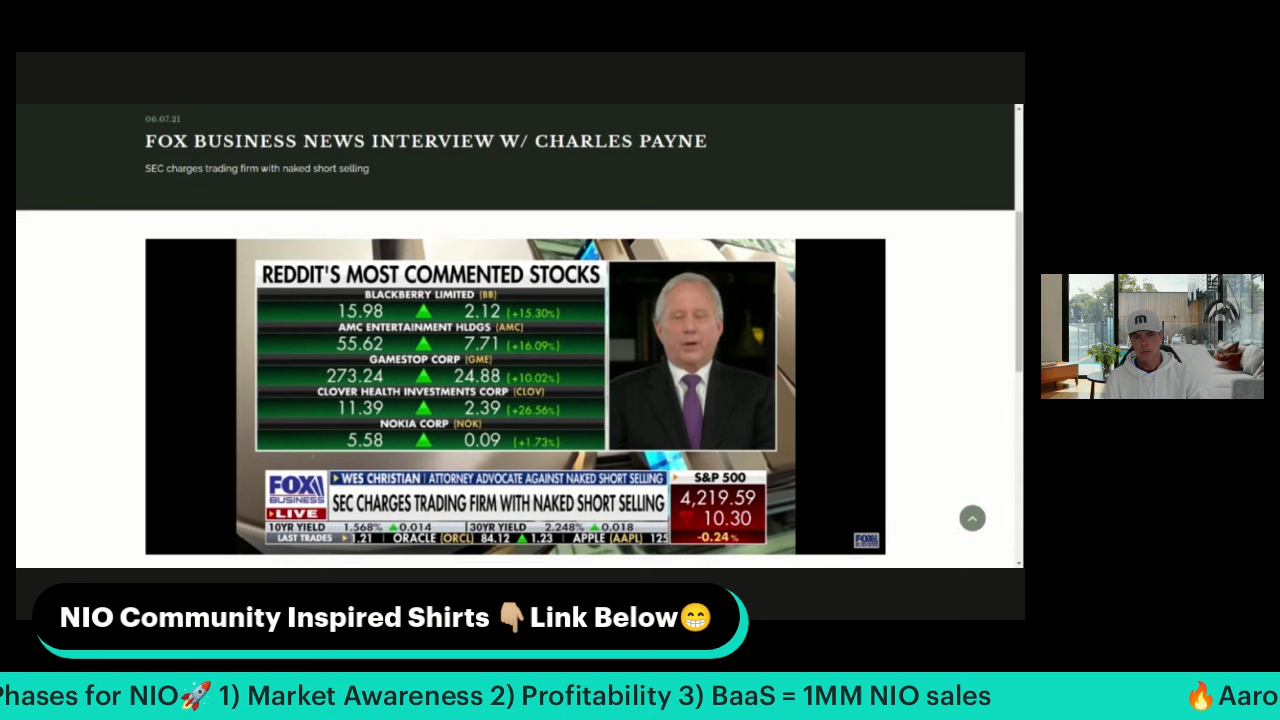 06.07.21
FOX BUSINESS NEWS INTERVIEW W/ CHARLES PAYNE
SEC charges trading firm with naked short selling
REDDIT'S MOST COMMENTED STOCKS
BLACKBERRY LIMITED (BB)
15.98 2.12 (+15.30%)
AMC ENTERTAINMENT HLDGS (AMC)
55.62 7.71 (+16.09%)
GAMESTOP CORP (GME)
273.24 24.88 (+10.02%)
CLOVER HEALTH INVESTMENTS CORP (CLOV)
11.39 2.39 (+26.56%)
NOKIA CORP (NOK)
5.58 0.09 (+1.73%)
FOX BUSINESS
LIVE
WES CHRISTIAN | ATTORNEY ADVOCATE AGAINST NAKED SHORT SELLING
SEC CHARGES TRADING FIRM WITH NAKED SHORT SELLING
S&P 500
4,219.59
10.30
-0.24%
10YR YIELD 1.568% 0.014 | 30YR YIELD 2.248% 0.018
LAST TRADES 1.21 | ORACLE (ORCL) 84.12 1.23 | APPLE (AAPL) 125
FOX BUSINESS
NIO Community Inspired Shirts 👇🏼Link Below😁
Phases for NIO🚀 1) Market Awareness 2) Profitability 3) BaaS = 1MM NIO sales 🔥Aaro